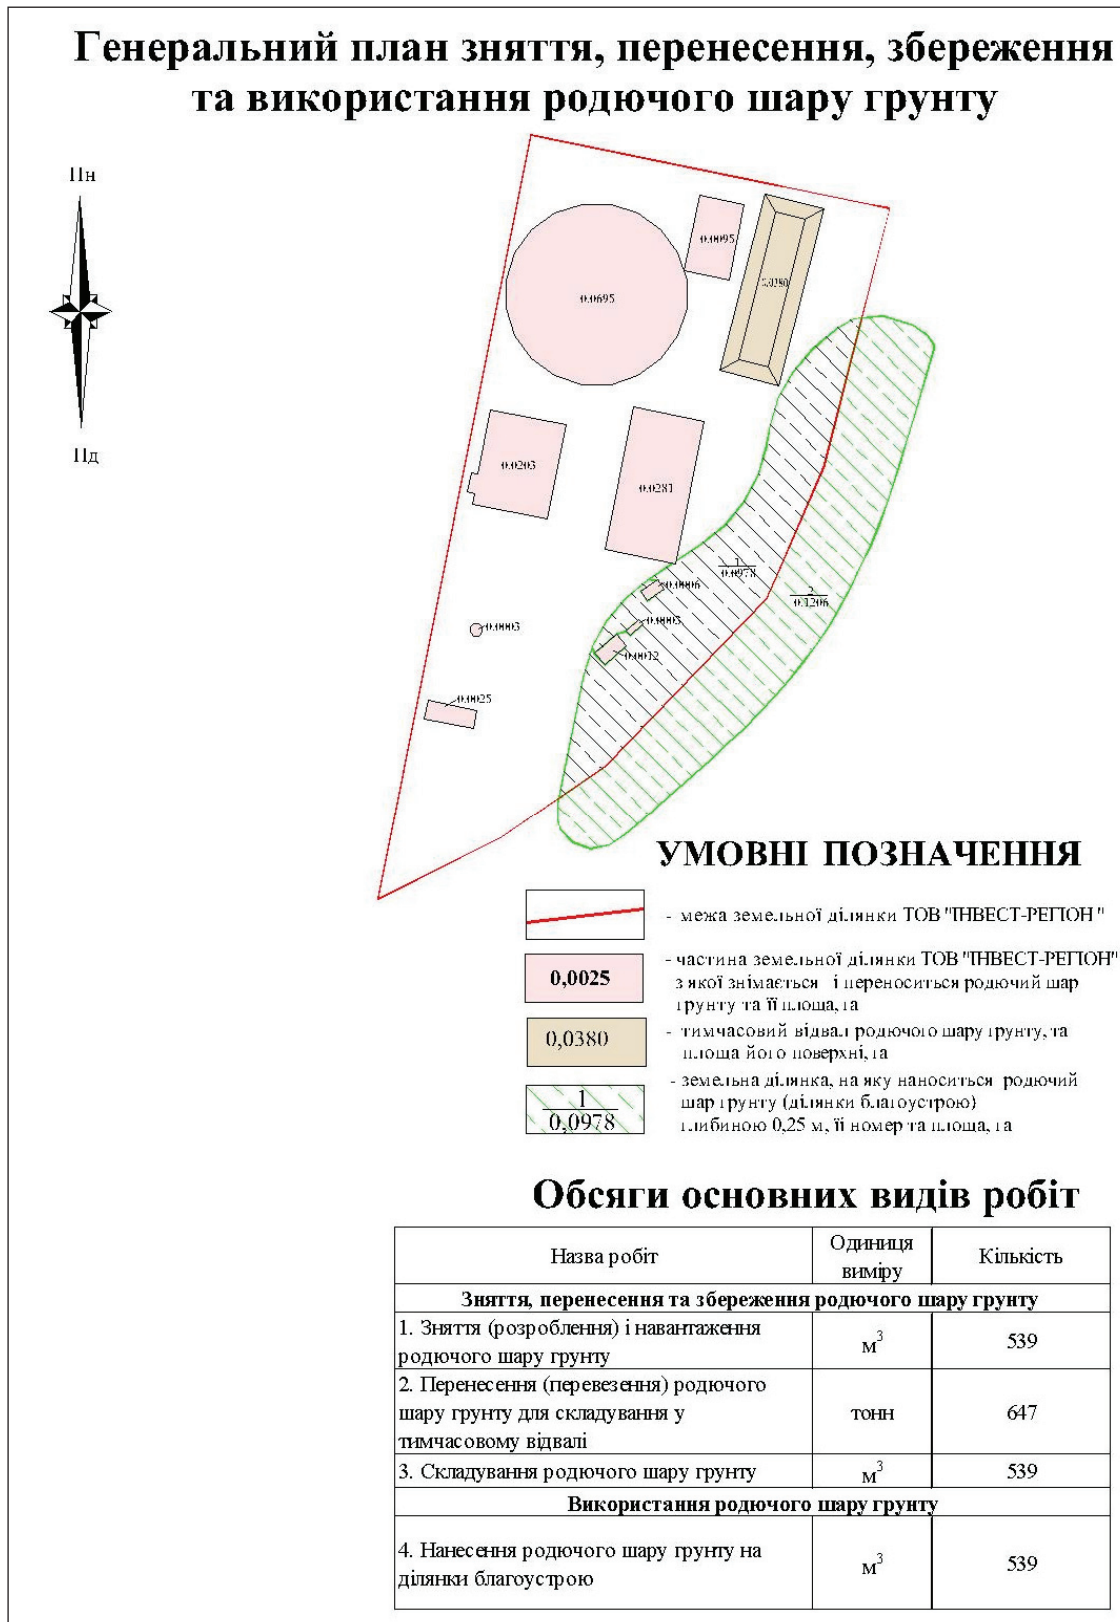 Генеральний план зняття, перенесення, збереження
та використання родючого шару грунту
Пн
Пд
0.0095
0.0380
0.0695
0.0203
0.0281
1
0.0978
0.0006
2
0.1206
0.0003
0.0003
0.0012
0.0025
УМОВНІ ПОЗНАЧЕННЯ
- межа земельної ділянки ТОВ "ІНВЕСТ-РЕГІОН"
0,0025
- частина земельної ділянки ТОВ "ІНВЕСТ-РЕГІОН"
з якої знімається і переноситься родючий шар
грунту та її площа, га
0,0380
- тимчасовий відвал родючого шару грунту, та
площа його поверхні, га
1
0,0978
- земельна ділянка, на яку наноситься родючий
шар грунту (ділянки благоустрою)
глибиною 0,25 м, її номер та площа, га
Обсяги основних видів робіт
Назва робіт
Одиниця
виміру
Кількість
Зняття, перенесення та збереження родючого шару грунту
1. Зняття (розроблення) і навантаження
родючого шару грунту
м³
539
2. Перенесення (перевезення) родючого
шару грунту для складування у
тимчасовому відвалі
тонн
647
3. Складування родючого шару грунту
м³
539
Використання родючого шару грунту
4. Нанесення родючого шару грунту на
ділянки благоустрою
м³
539